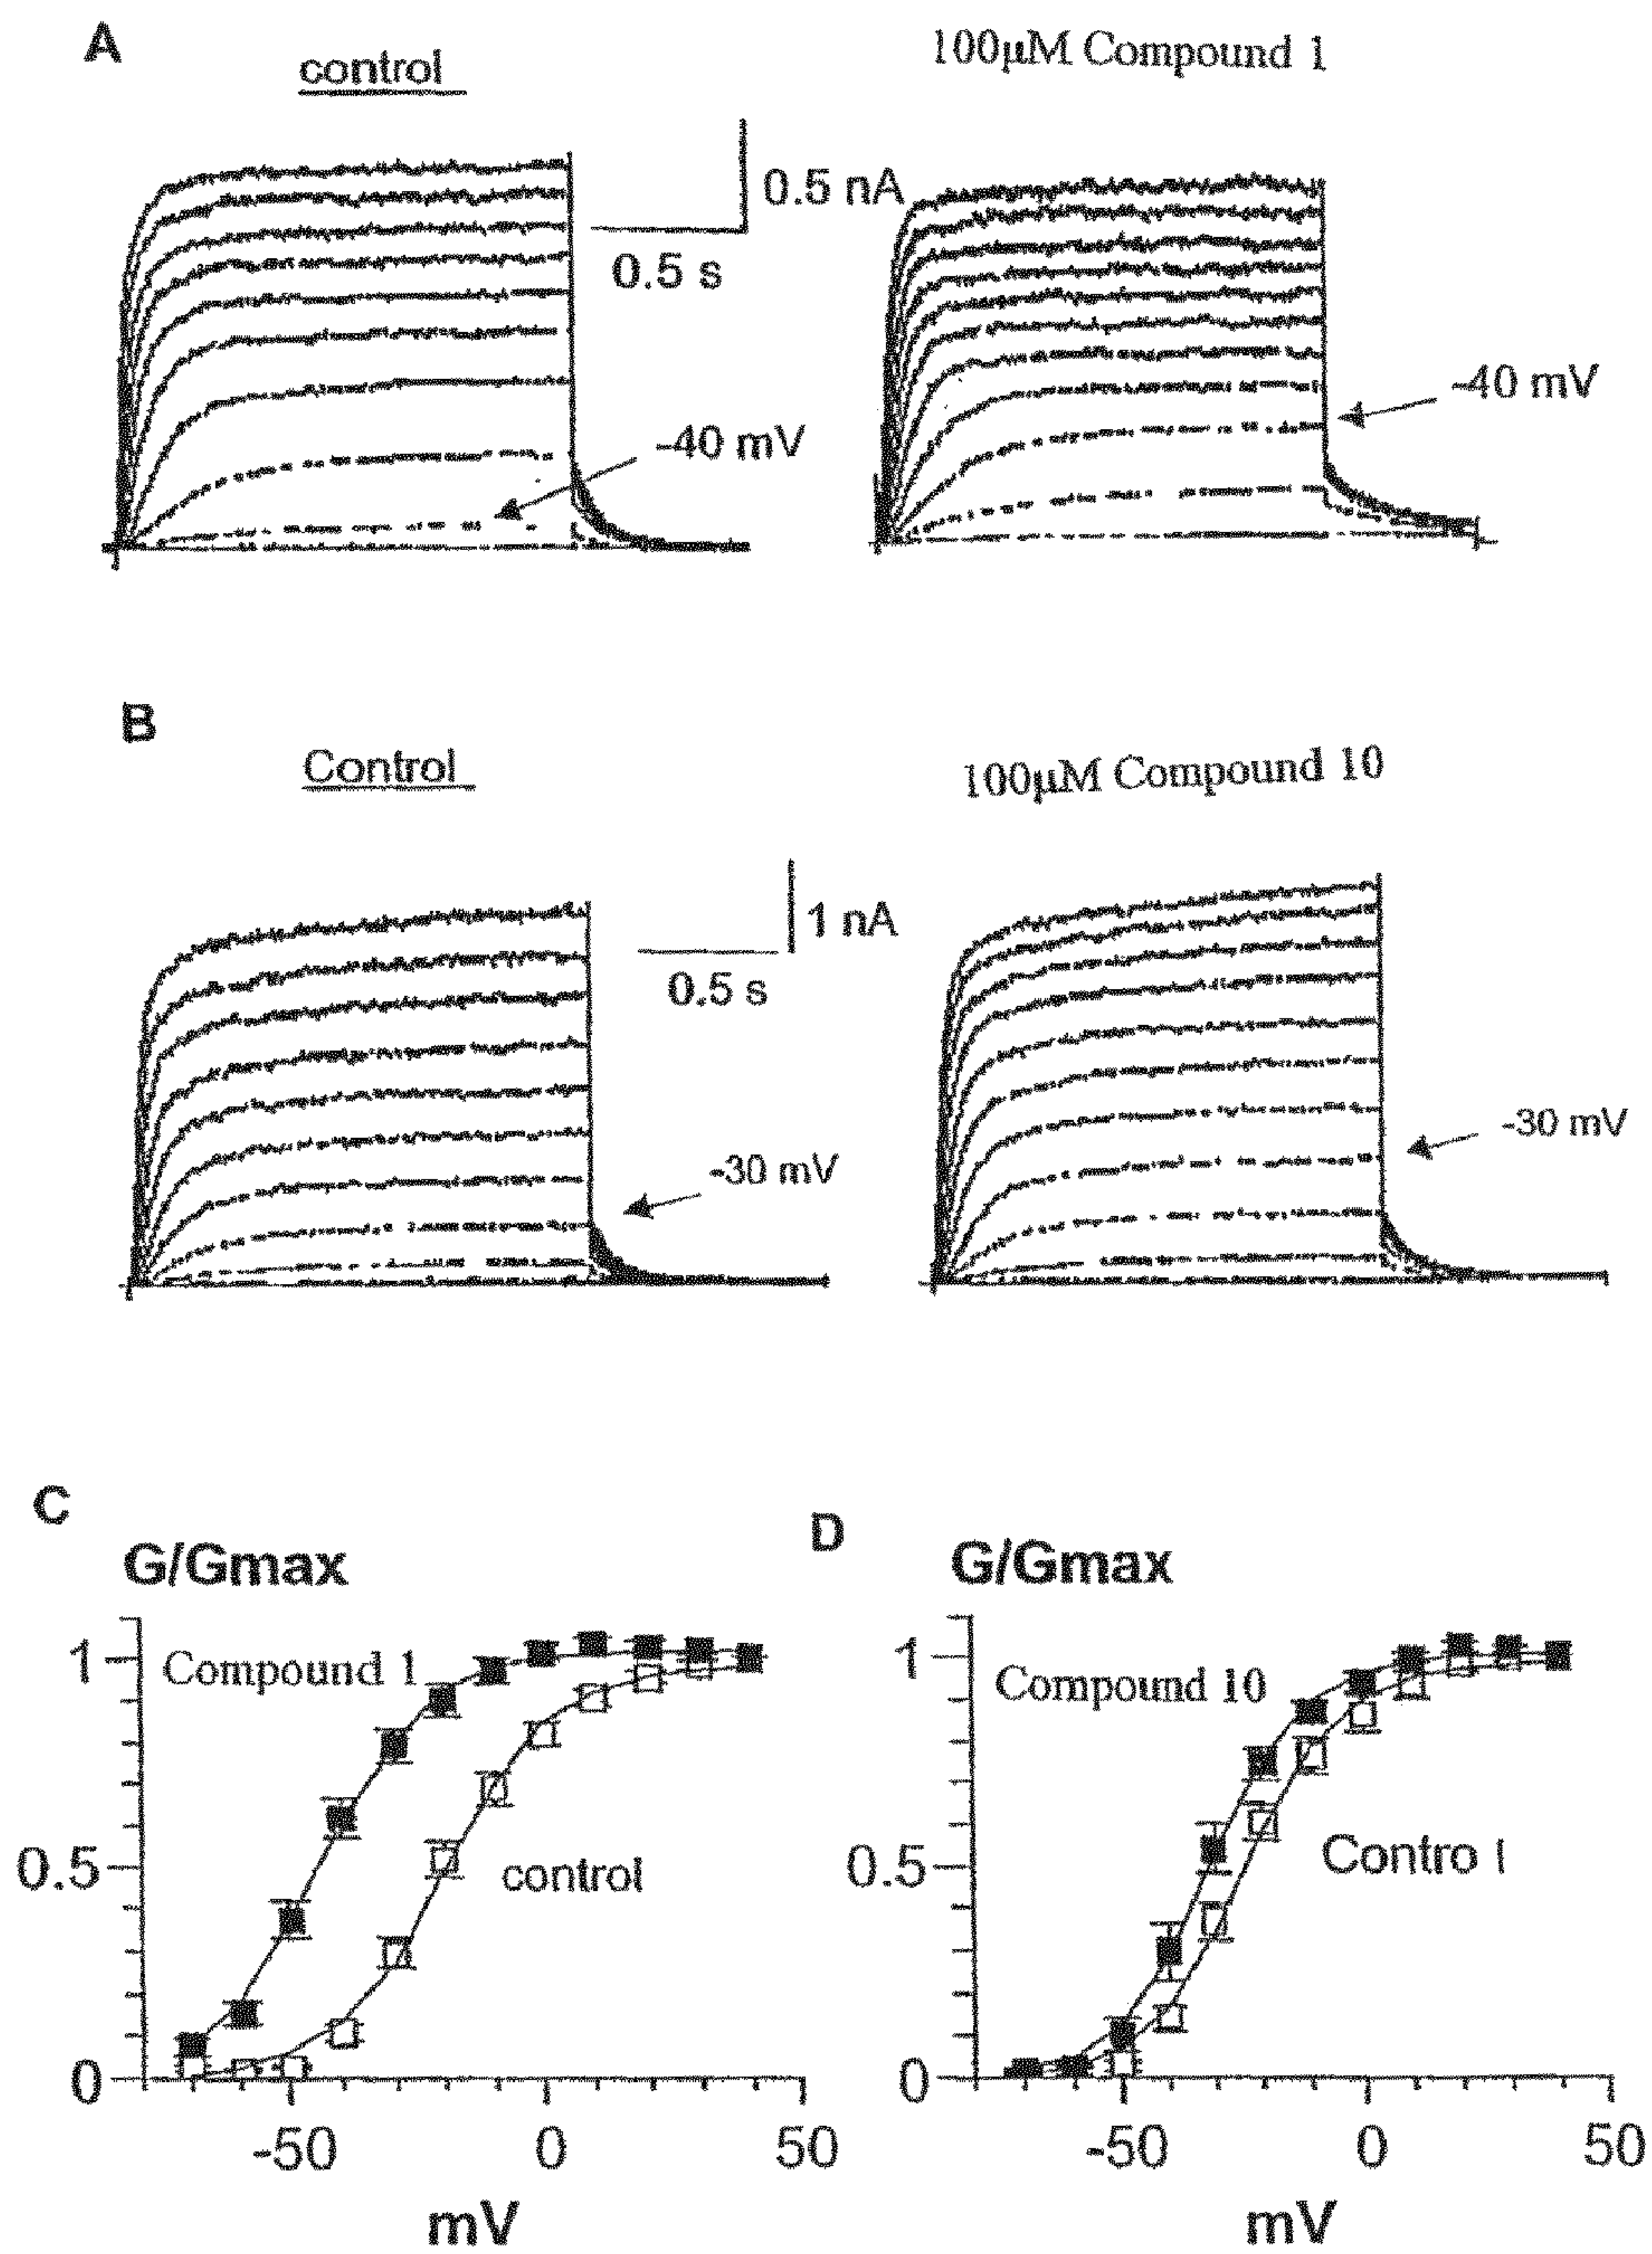 A
control
100µM Compound 1
0.5 nA
0.5 s
-40 mV
-40 mV
B
Control
100µM Compound 10
1 nA
0.5 s
-30 mV
-30 mV
C
G/Gmax
1
Compound 1
0.5
control
0
-50 0 50
mV
D
G/Gmax
1
Compound 10
0.5
Contro l
0
-50 0 50
mV